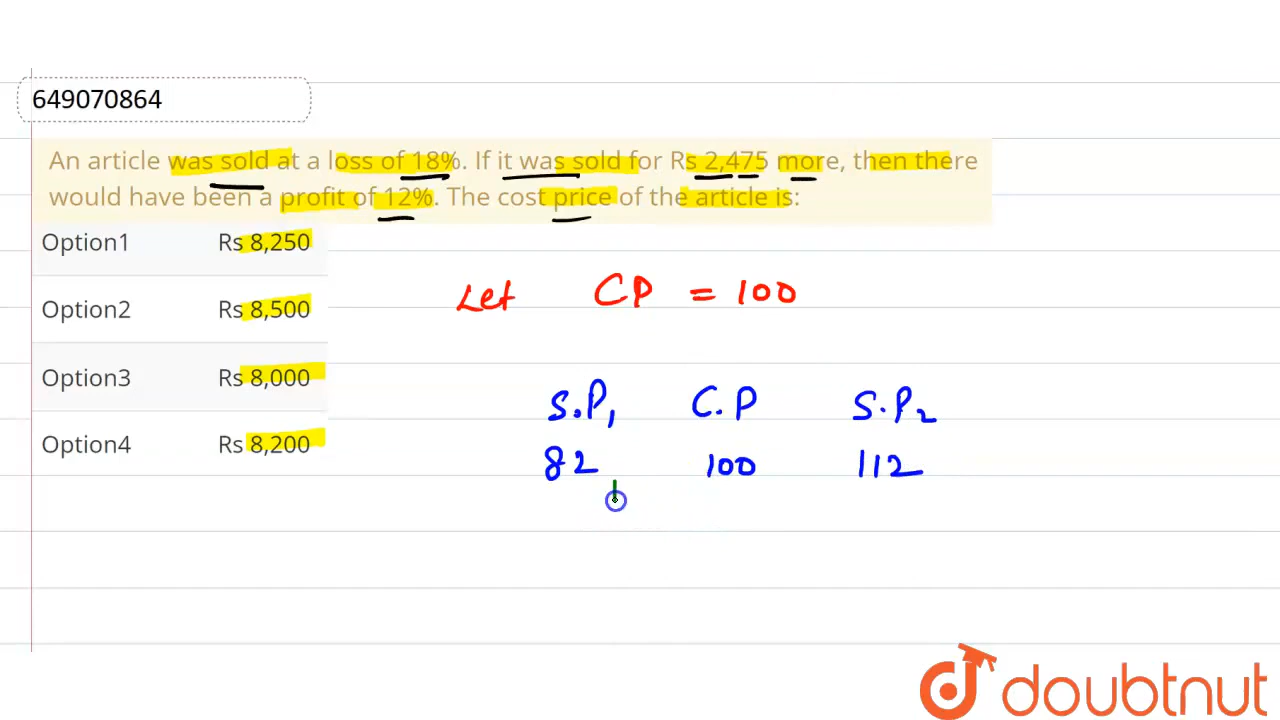 649070864
An article was sold at a loss of 18%. If it was sold for Rs 2,475 more, then there
would have been a profit of 12%. The cost price of the article is:
Option1 Rs 8,250
Option2 Rs 8,500
Option3 Rs 8,000
Option4 Rs 8,200
Let CP = 100
S.P1 C.P S.P2
82 100 112
doubtnut